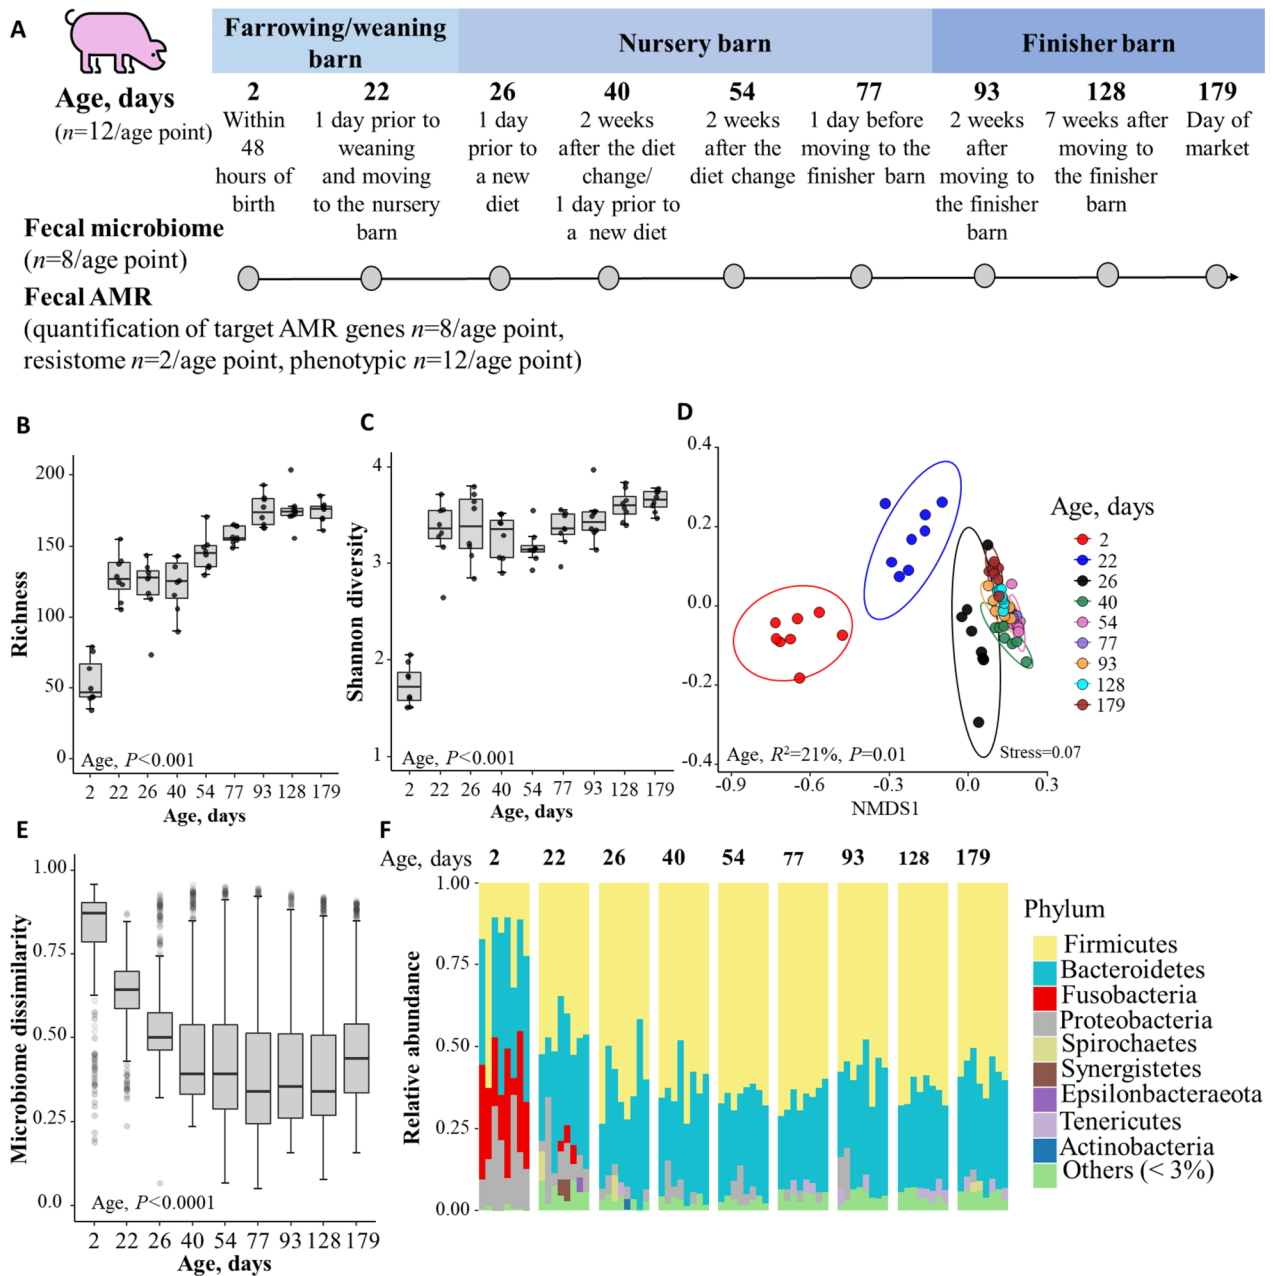 A
Farrowing/weaning
barn
Nursery barn
Finisher barn
Age, days
(n=12/age point)
2
Within
48
hours of
birth
22
1 day prior to
weaning
and moving
to the nursery
barn
26
1 day
prior to
a new
diet
40
2 weeks
after the diet
change/
1 day prior to
a new diet
54
2 weeks
after the
diet change
77
1 day before
moving to the
finisher barn
93
2 weeks
after
moving to
the finisher
barn
128
7 weeks after
moving to
the finisher
barn
179
Day of
market
Fecal microbiome
(n=8/age point)
Fecal AMR
(quantification of target AMR genes n=8/age point,
resistome n=2/age point, phenotypic n=12/age point)
B
Richness
200
150
100
50
0
Age, P<0.001
2 22 26 40 54 77 93 128 179
Age, days
C
Shannon diversity
4
3
2
1
Age, P<0.001
2 22 26 40 54 77 93 128 179
Age, days
D
0.4
0.2
0.0
-0.2
-0.4
Age, R²=21%, P=0.01
Stress=0.07
-0.9 -0.6 -0.3 0.0 0.3
NMDS1
Age, days
2
22
26
40
54
77
93
128
179
E
Microbiome dissimilarity
1.00
0.75
0.50
0.25
0.0
Age, P<0.0001
2 22 26 40 54 77 93 128 179
Age, days
F
Age, days 2 22 26 40 54 77 93 128 179
Relative abundance
1.00
0.75
0.50
0.25
0.00
Phylum
Firmicutes
Bacteroidetes
Fusobacteria
Proteobacteria
Spirochaetes
Synergistetes
Epsilonbacteraeota
Tenericutes
Actinobacteria
Others (< 3%)